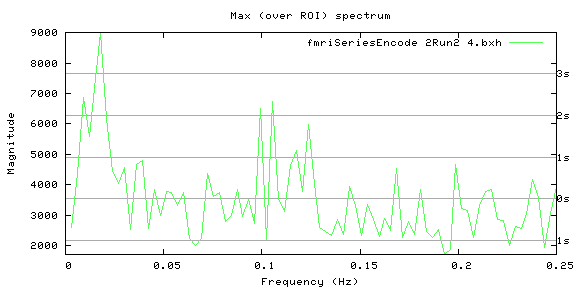 Max (over ROI) spectrum
fmriSeriesEncode 2Run2 4.bxh
9000
8000
7000
6000
5000
4000
3000
2000
3s
2s
1s
0s
1s
Magnitude
0 0.05 0.1 0.15 0.2 0.25
Frequency (Hz)